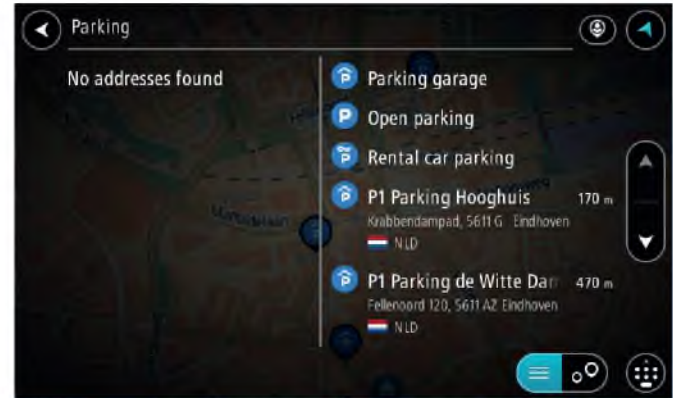 Parking
No addresses found
Parking garage
Open parking
Rental car parking
P1 Parking Hooghuis 170 m
Krabbendampad, 5611 G Eindhoven
NLD
P1 Parking de Witte Dam 470 m
Fellenoord 120, 5611 AZ Eindhoven
NLD